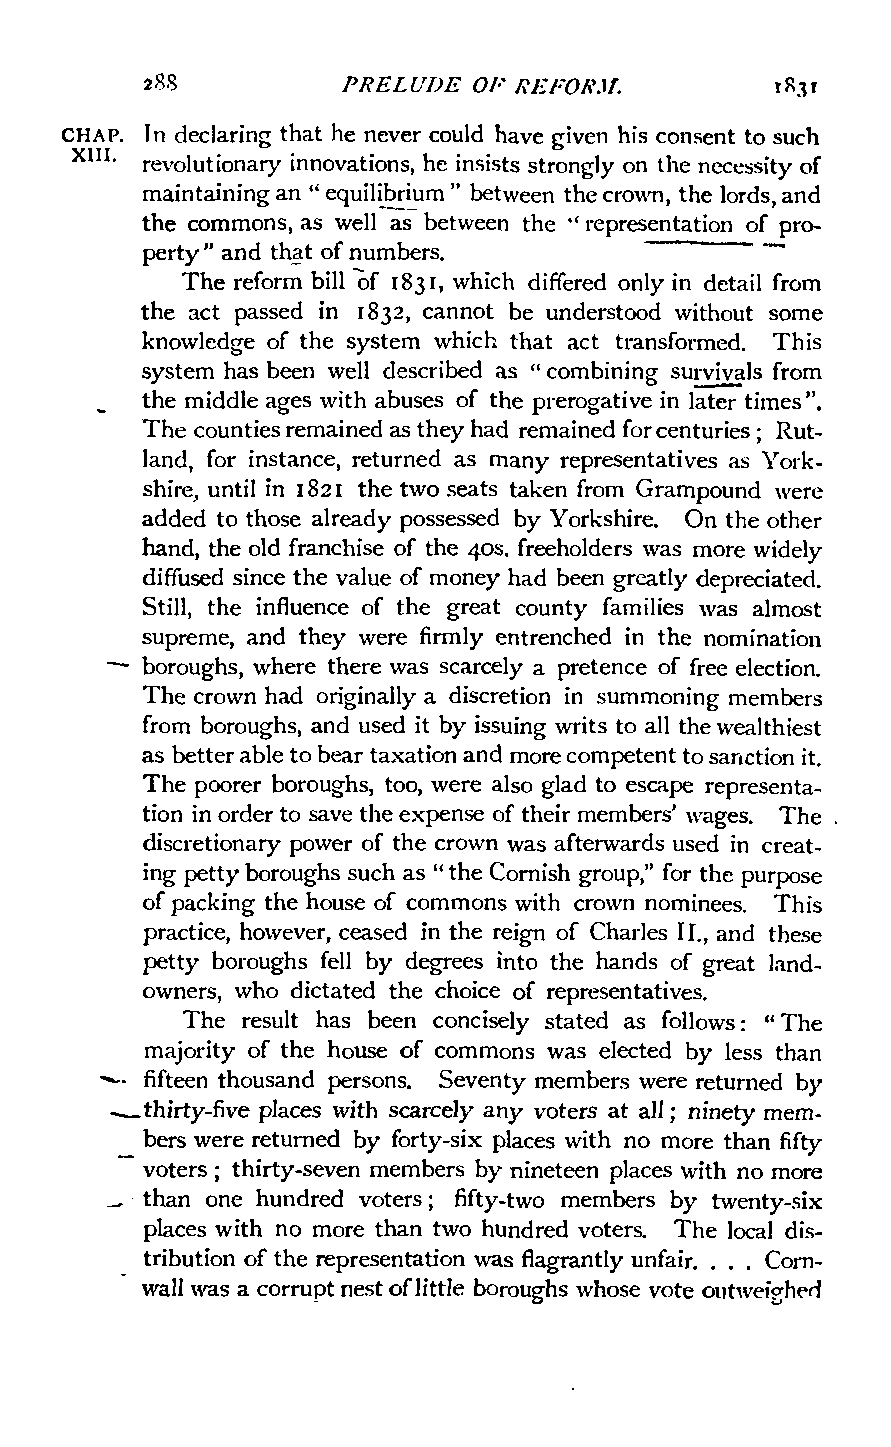 288 PRELUDE OF REFORM. 1831
CHAP. In declaring that he never could have given his consent to such
XIII. revolutionary innovations, he insists strongly on the necessity of
maintaining an "equilibrium" between the crown, the lords, and
the commons, as well as between the "representation of pro-
perty" and that of numbers.
The reform bill of 1831, which differed only in detail from
the act passed in 1832, cannot be understood without some
knowledge of the system which that act transformed. This
system has been well described as "combining survivals from
the middle ages with abuses of the prerogative in later times".
The counties remained as they had remained for centuries; Rut-
land, for instance, returned as many representatives as York-
shire, until in 1821 the two seats taken from Grampound were
added to those already possessed by Yorkshire. On the other
hand, the old franchise of the 40s. freeholders was more widely
diffused since the value of money had been greatly depreciated.
Still, the influence of the great county families was almost
supreme, and they were firmly entrenched in the nomination
boroughs, where there was scarcely a pretence of free election.
The crown had originally a discretion in summoning members
from boroughs, and used it by issuing writs to all the wealthiest
as better able to bear taxation and more competent to sanction it.
The poorer boroughs, too, were also glad to escape representa-
tion in order to save the expense of their members' wages. The
discretionary power of the crown was afterwards used in creat-
ing petty boroughs such as "the Cornish group," for the purpose
of packing the house of commons with crown nominees. This
practice, however, ceased in the reign of Charles II., and these
petty boroughs fell by degrees into the hands of great land-
owners, who dictated the choice of representatives.
The result has been concisely stated as follows: "The
majority of the house of commons was elected by less than
fifteen thousand persons. Seventy members were returned by
thirty-five places with scarcely any voters at all; ninety mem-
bers were returned by forty-six places with no more than fifty
voters; thirty-seven members by nineteen places with no more
than one hundred voters; fifty-two members by twenty-six
places with no more than two hundred voters. The local dis-
tribution of the representation was flagrantly unfair. . . . Corn-
wall was a corrupt nest of little boroughs whose vote outweighed